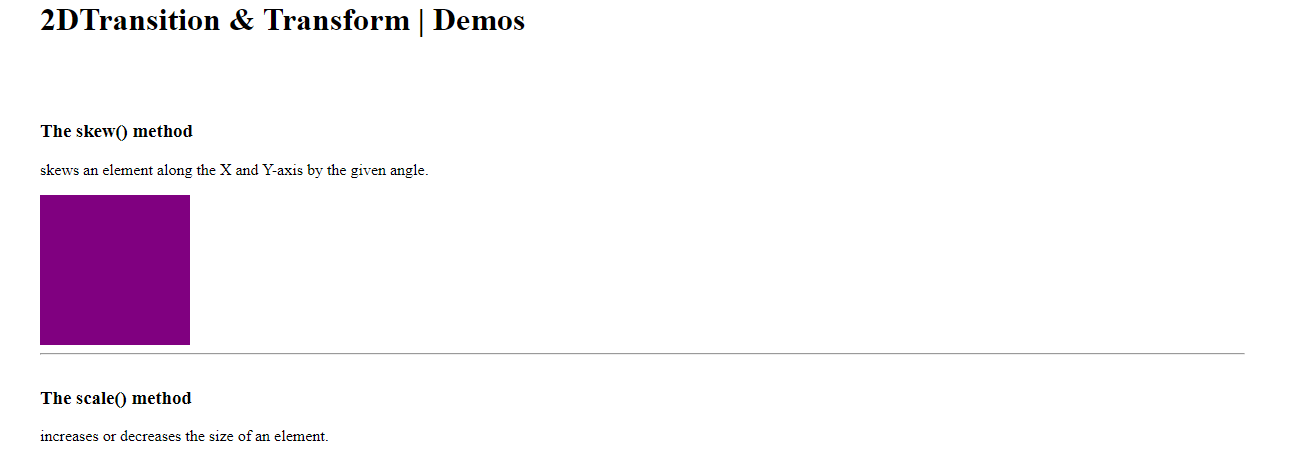 2DTransition & Transform | Demos
The skew() method
skews an element along the X and Y-axis by the given angle.
The scale() method
increases or decreases the size of an element.